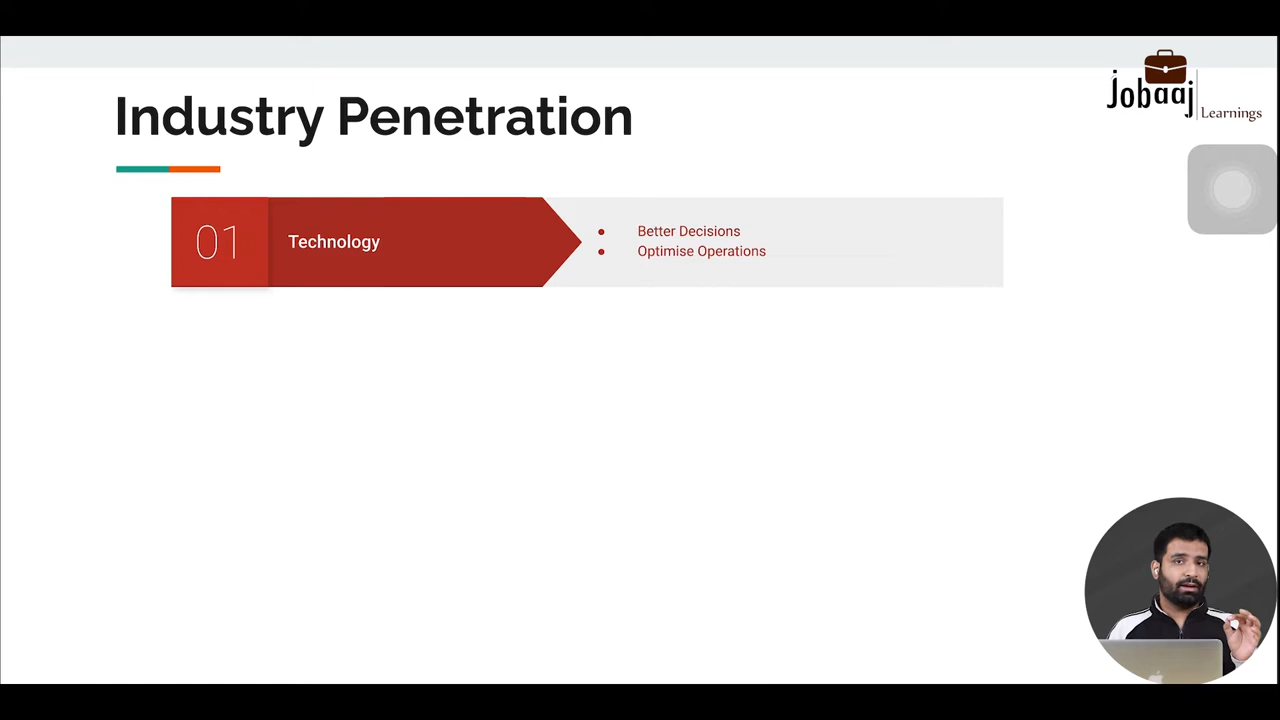 Industry Penetration
jobaaj
Learnings
01
Technology
● Better Decisions
● Optimise Operations